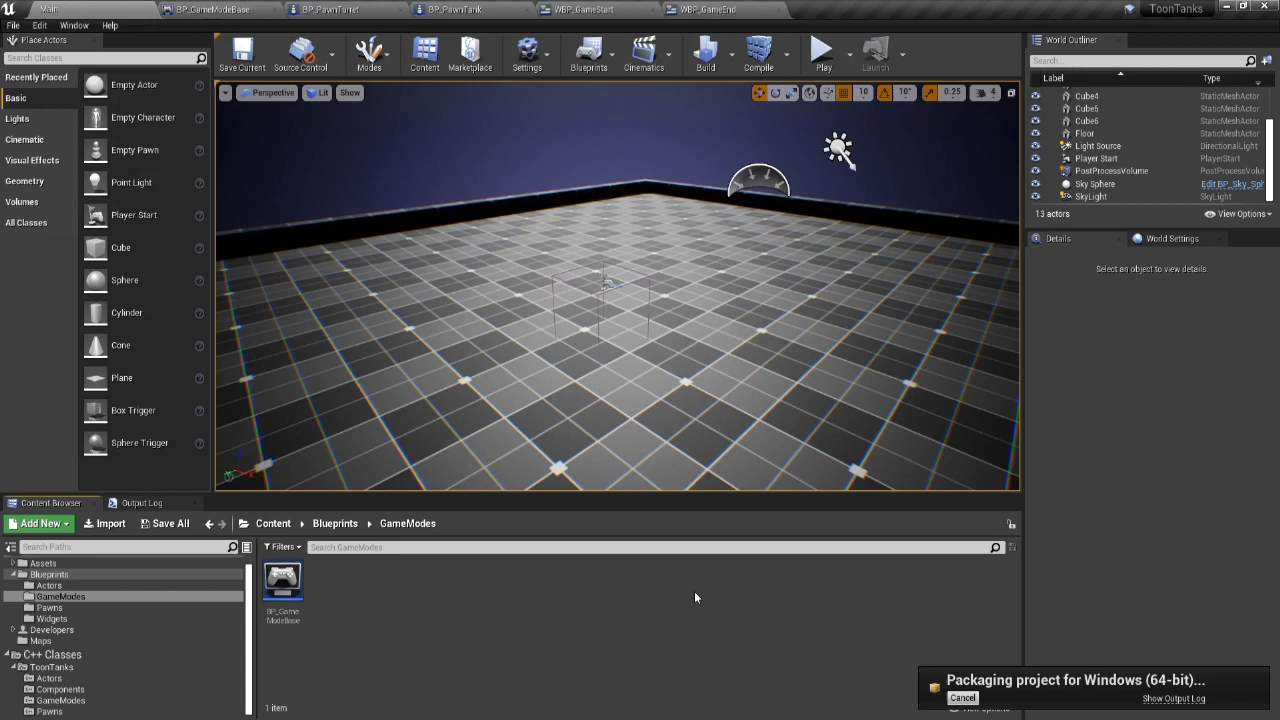 Main
BP_GameModeBase
BP_PawnTurret
BP_PawnTank
WBP_GameStart
WBP_GameEnd
ToonTanks
File Edit Window Help
Place Actors
Search Classes
Recently Placed
Basic
Lights
Cinematic
Visual Effects
Geometry
Volumes
All Classes
Empty Actor
Empty Character
Empty Pawn
Point Light
Player Start
Cube
Sphere
Cylinder
Cone
Plane
Box Trigger
Sphere Trigger
Save Current
Source Control
Modes
Content
Marketplace
Settings
Blueprints
Cinematics
Build
Compile
Play
Launch
Perspective
Lit
Show
10
10°
0.25
4
World Outliner
Search...
Label Type
Cube4 StaticMeshActor
Cube5 StaticMeshActor
Cube6 StaticMeshActor
Floor StaticMeshActor
Light Source DirectionalLight
Player Start PlayerStart
PostProcessVolume PostProcessVolu
Sky Sphere Edit BP_Sky_Sph
SkyLight SkyLight
13 actors
View Options
Details
World Settings
Select an object to view details.
Content Browser
Output Log
Add New
Import
Save All
Content
Blueprints
GameModes
Search Paths
Filters
Search GameModes
Assets
Blueprints
Actors
GameModes
Pawns
Widgets
Developers
Maps
C++ Classes
ToonTanks
Actors
Components
GameModes
Pawns
BP_Game
ModeBase
1 item
Packaging project for Windows (64-bit)...
Cancel
Show Output Log